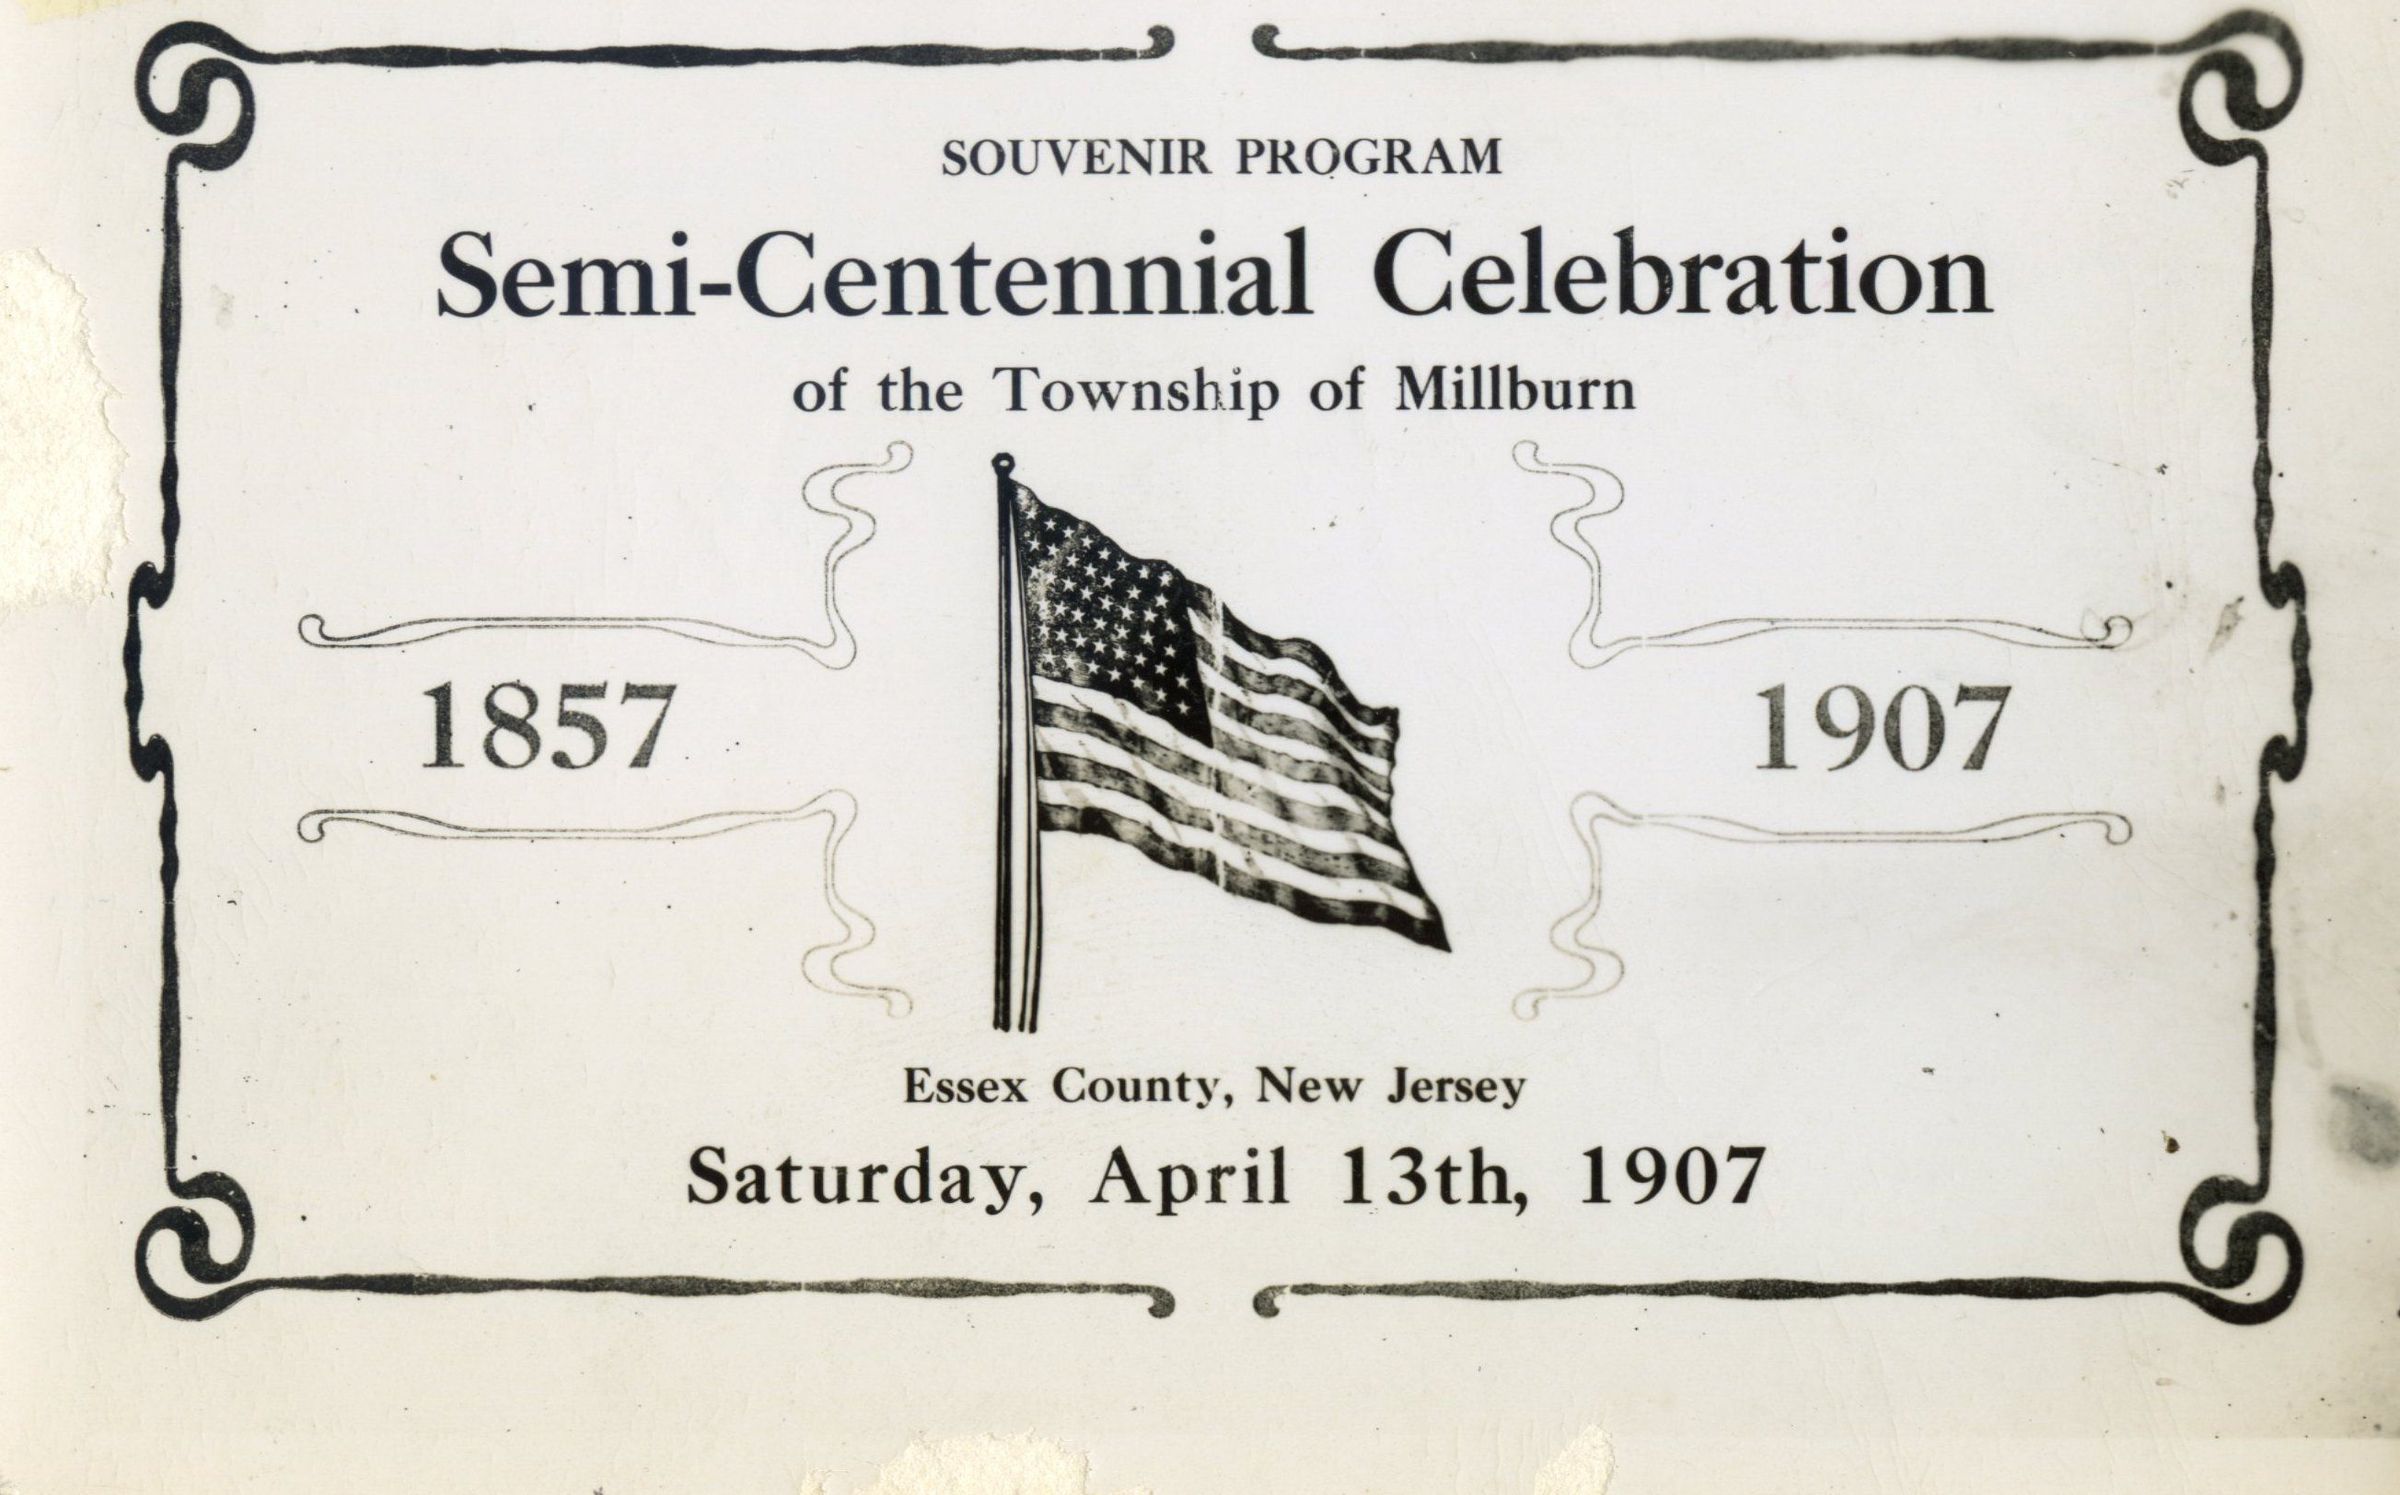 SOUVENIR PROGRAM
Semi-Centennial Celebration
of the Township of Millburn
1857
1907
Essex County, New Jersey
Saturday, April 13th, 1907